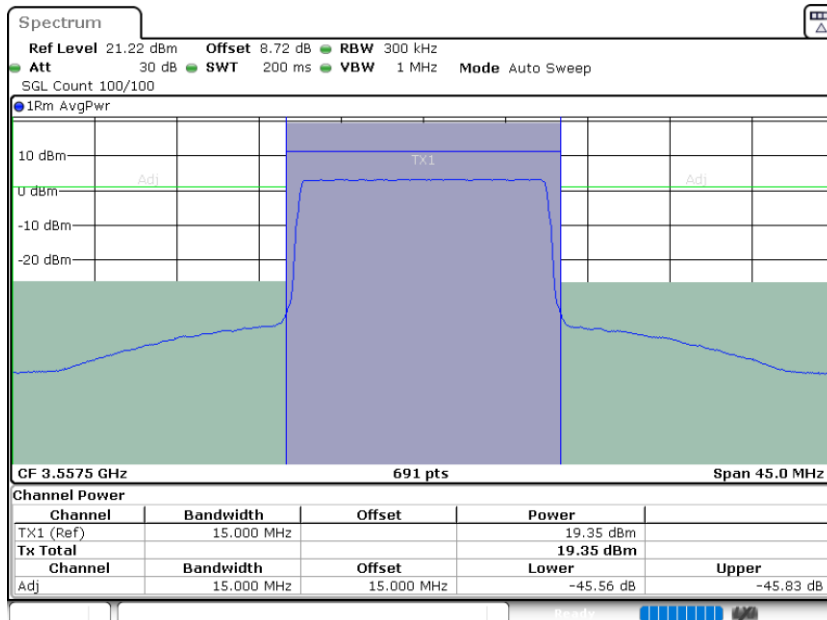 Spectrum
Ref Level 21.22 dBm Offset 8.72 dB RBW 300 kHz
Att 30 dB SWT 200 ms VBW 1 MHz Mode Auto Sweep
SGL Count 100/100
1Rm AvgPwr
10 dBm
TX1
Adj Adj
0 dBm
-10 dBm
-20 dBm
CF 3.5575 GHz 691 pts Span 45.0 MHz
Channel Power
Channel Bandwidth Offset Power
TX1 (Ref) 15.000 MHz 19.35 dBm
Tx Total 19.35 dBm
Channel Bandwidth Offset Lower Upper
Adj 15.000 MHz 15.000 MHz -45.56 dB -45.83 dB
Ready